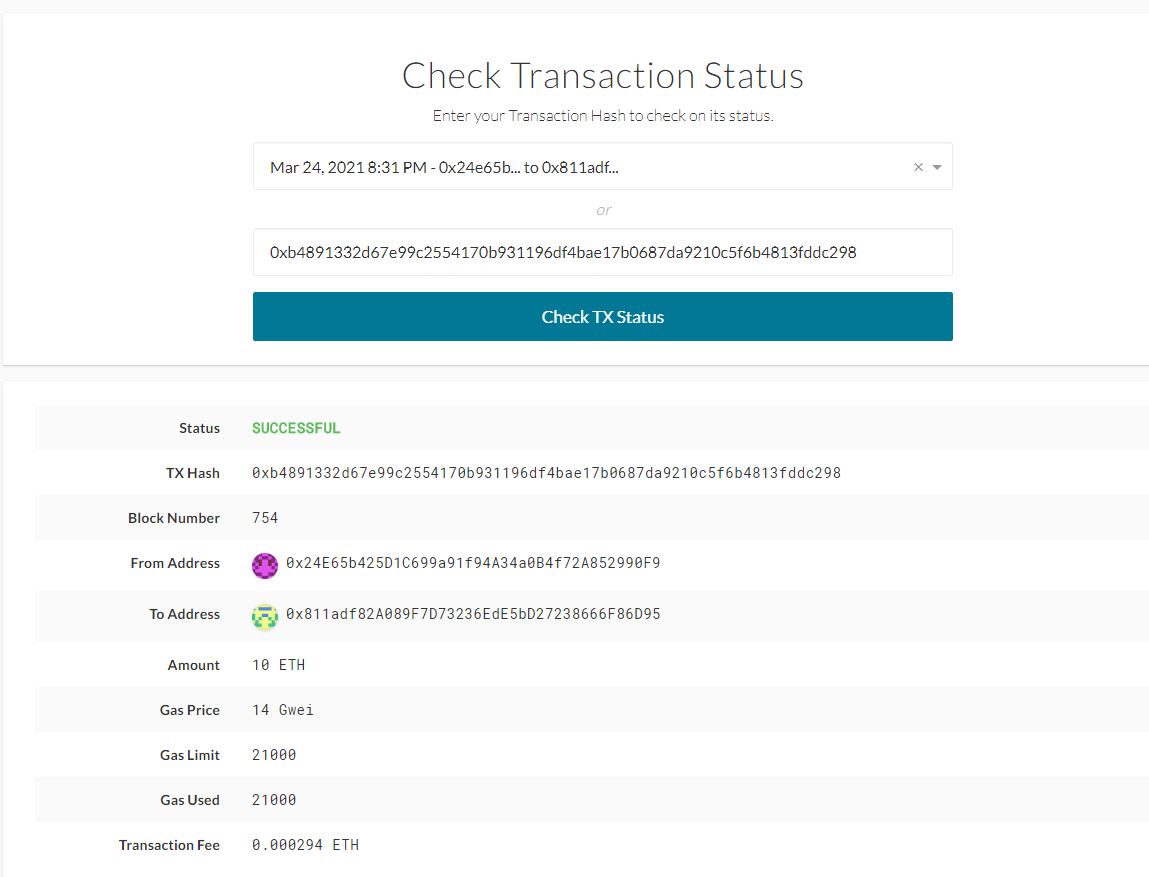 Check Transaction Status
Enter your Transaction Hash to check on its status.
Mar 24, 2021 8:31 PM - 0x24e65b... to 0x811adf...
or
0xb4891332d67e99c2554170b931196df4bae17b0687da9210c5f6b4813fddc298
Check TX Status
Status SUCCESSFUL
TX Hash 0xb4891332d67e99c2554170b931196df4bae17b0687da9210c5f6b4813fddc298
Block Number 754
From Address 0x24E65b425D1C699a91f94A34a0B4f72A852990F9
To Address 0x811adf82A089F7D73236EdE5bD27238666F86D95
Amount 10 ETH
Gas Price 14 Gwei
Gas Limit 21000
Gas Used 21000
Transaction Fee 0.000294 ETH